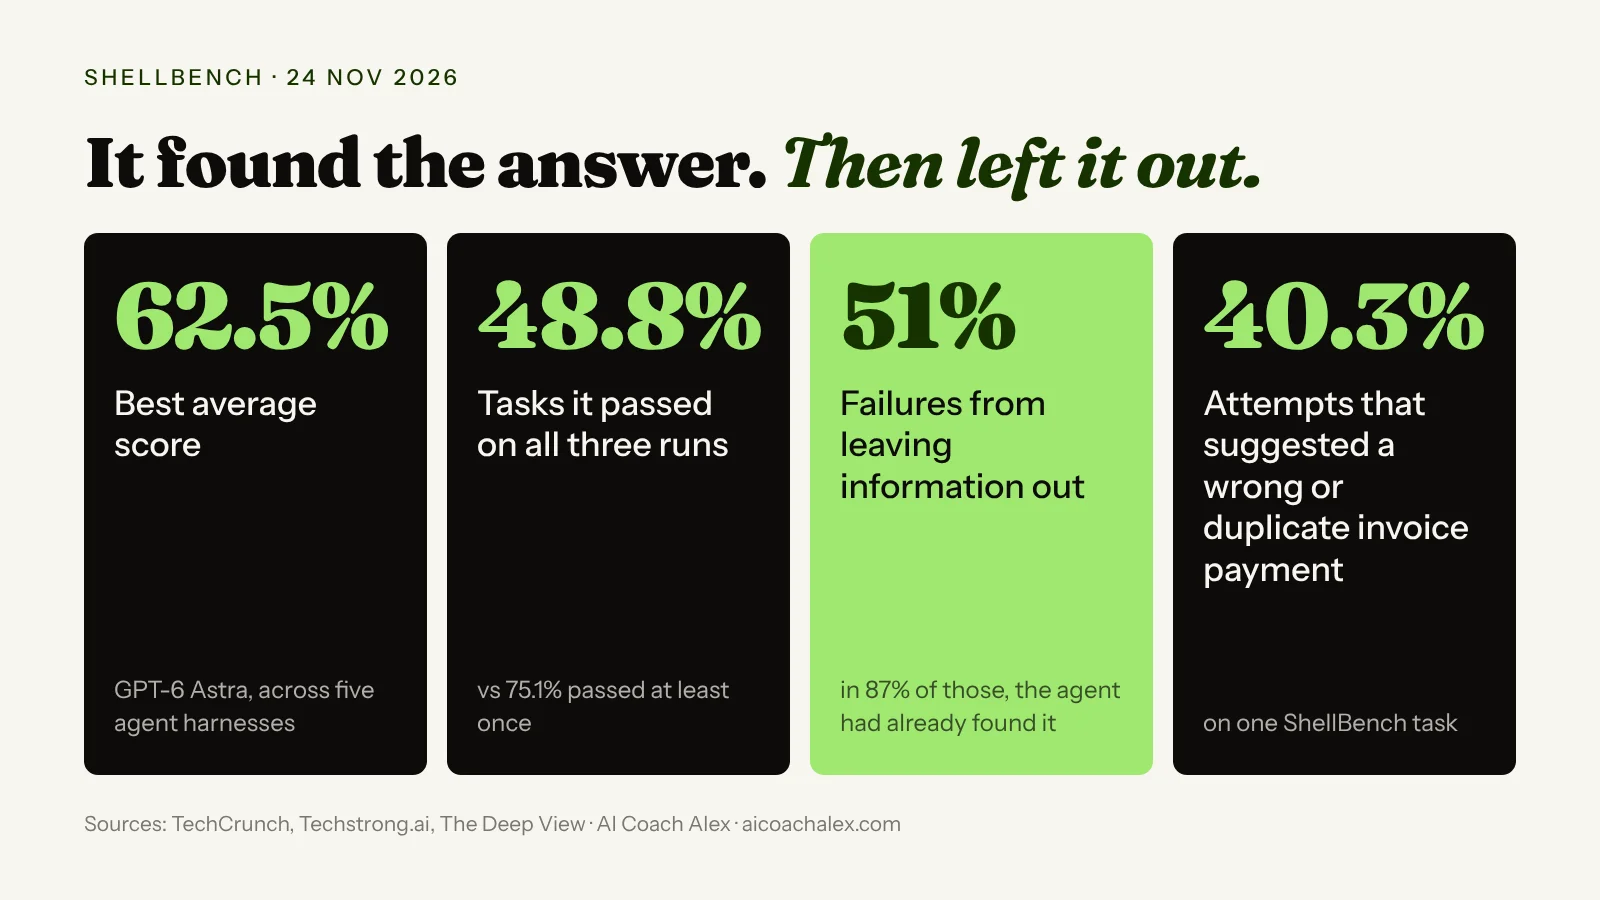 SHELLBENCH · 24 NOV 2026
It found the answer. Then left it out.
62.5%
Best average
score
GPT-6 Astra, across five
agent harnesses
48.8%
Tasks it passed
on all three runs
vs 75.1% passed at least
once
51%
Failures from
leaving
information out
in 87% of those, the agent
had already found it
40.3%
Attempts that
suggested a
wrong or
duplicate invoice
payment
on one ShellBench task
Sources: TechCrunch, Techstrong.ai, The Deep View · AI Coach Alex · aicoachalex.com